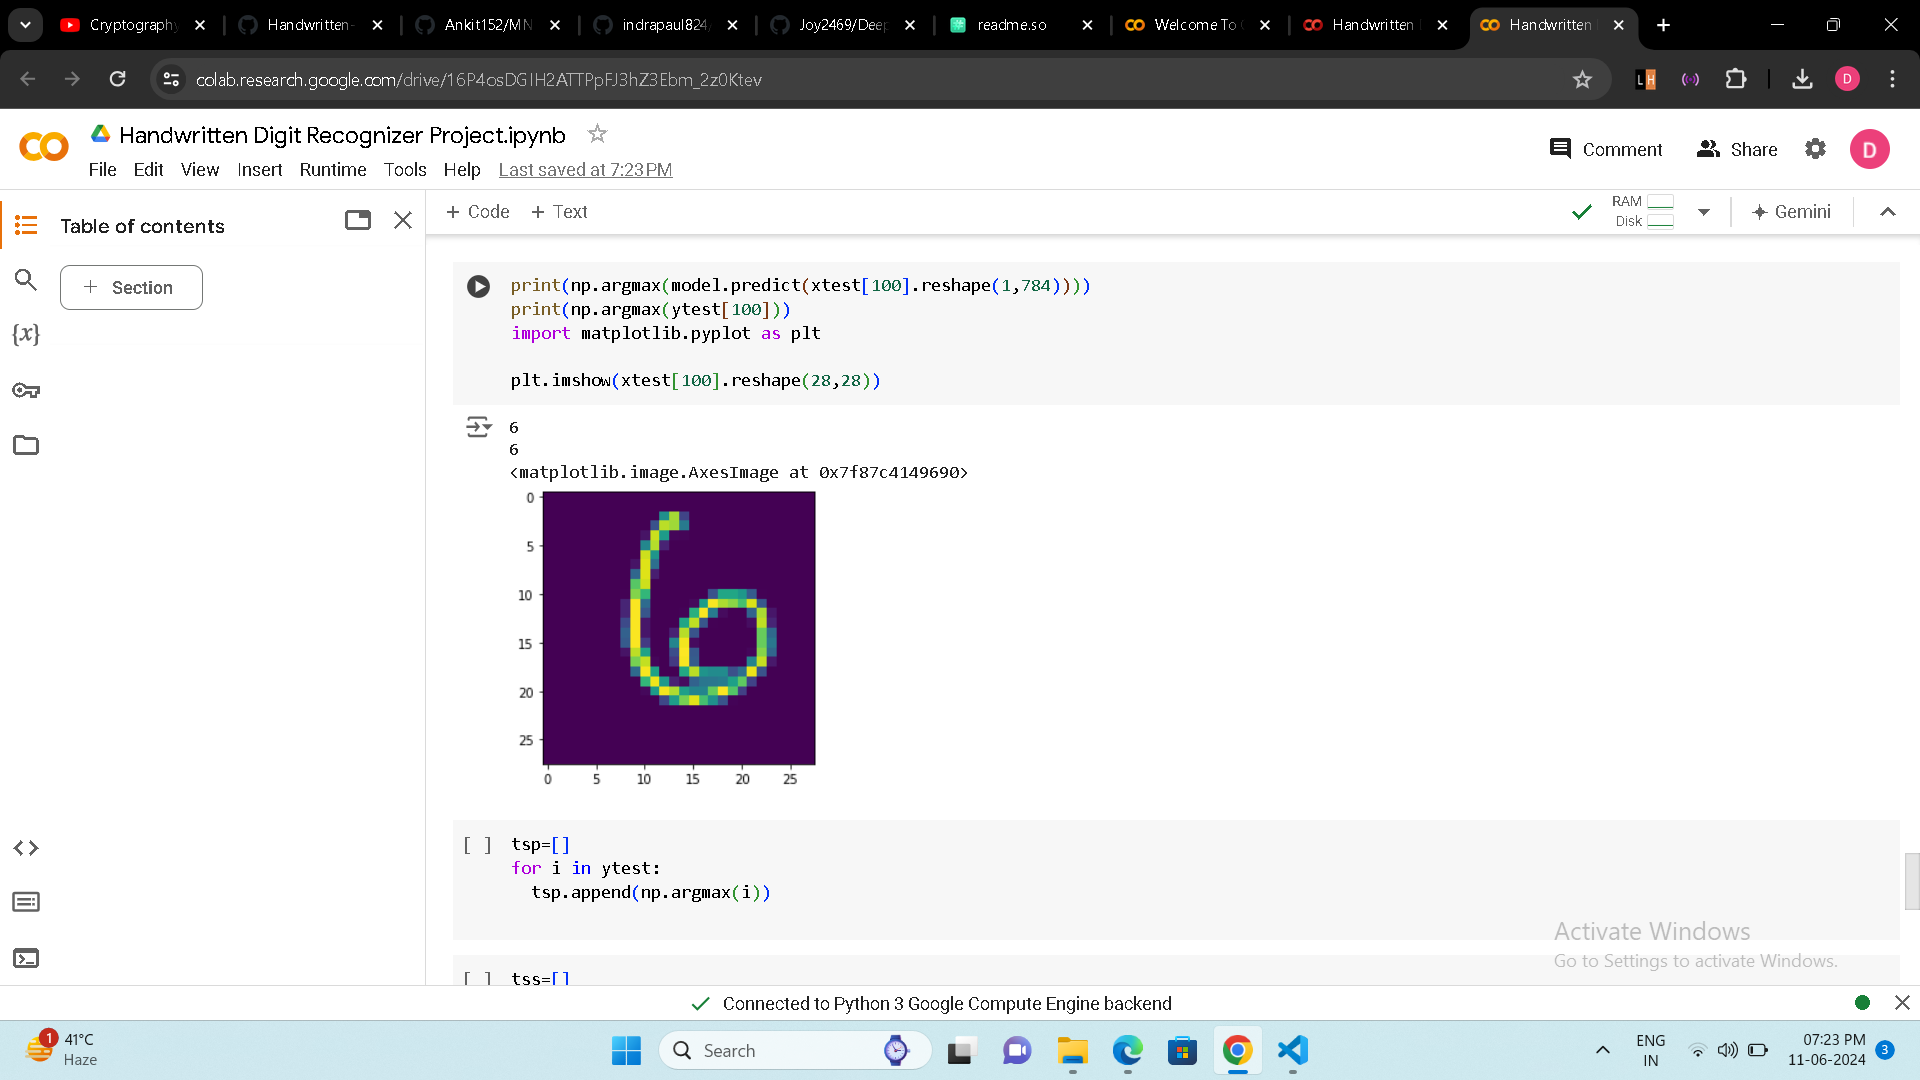 Cryptography
Handwritten-
Ankit152/MN
indrapaul824/
Joy2469/Deep
readme.so
Welcome To
Handwritten
Handwritten
colab.research.google.com/drive/
Handwritten Digit Recognizer Project.ipynb
Comment
Share
D
File Edit View Insert Runtime Tools Help Last saved at 7:23 PM
Table of contents
+ Code + Text
RAM
Disk
Gemini
+ Section
print(np.argmax(model.predict(xtest[100].reshape(1,784))))
print(np.argmax(ytest[100]))
import matplotlib.pyplot as plt
plt.imshow(xtest[100].reshape(28,28))
6
6
<matplotlib.image.AxesImage at 0x7f87c4149690>
0
5
10
15
20
25
0 5 10 15 20 25
[ ] tsp=[]
for i in ytest:
tsp.append(np.argmax(i))
[ ] tss=[]
Activate Windows
Go to Settings to activate Windows.
Connected to Python 3 Google Compute Engine backend
1
41°C
Haze
Search
ENG
IN
07:23 PM
11-06-2024
3